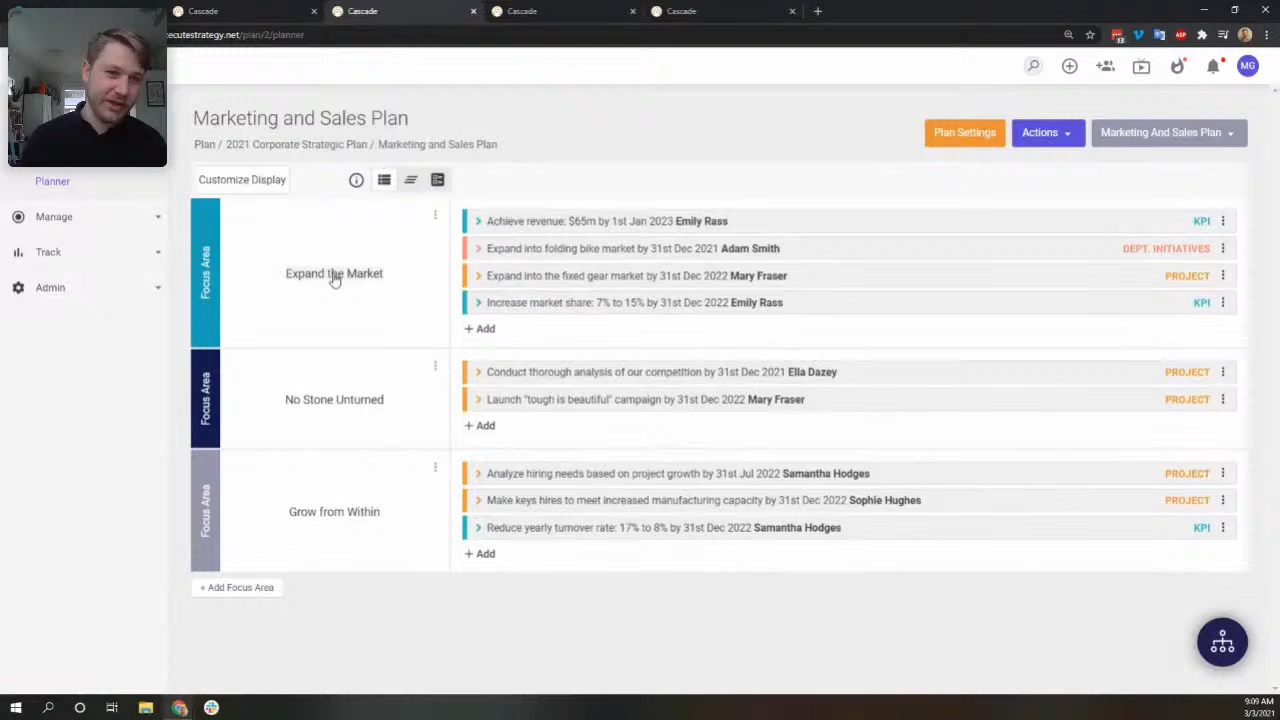 Cascade
Cascade
Cascade
Cascade
ecutestrategy.net/plan/2/planner
MG
Marketing and Sales Plan
Plan / 2021 Corporate Strategic Plan / Marketing and Sales Plan
Plan Settings
Actions
Marketing And Sales Plan
Planner
Manage
Track
Admin
Customize Display
Focus Area
Expand the Market
Achieve revenue: $65m by 1st Jan 2023 Emily Rass KPI
Expand into folding bike market by 31st Dec 2021 Adam Smith DEPT. INITIATIVES
Expand into the fixed gear market by 31st Dec 2022 Mary Fraser PROJECT
Increase market share: 7% to 15% by 31st Dec 2022 Emily Rass KPI
+ Add
Focus Area
No Stone Unturned
Conduct thorough analysis of our competition by 31st Dec 2021 Ella Dazey PROJECT
Launch "tough is beautiful" campaign by 31st Dec 2022 Mary Fraser PROJECT
+ Add
Focus Area
Grow from Within
Analyze hiring needs based on project growth by 31st Jul 2022 Samantha Hodges PROJECT
Make keys hires to meet increased manufacturing capacity by 31st Dec 2022 Sophie Hughes PROJECT
Reduce yearly turnover rate: 17% to 8% by 31st Dec 2022 Samantha Hodges KPI
+ Add
+ Add Focus Area
9:09 AM
3/3/2021